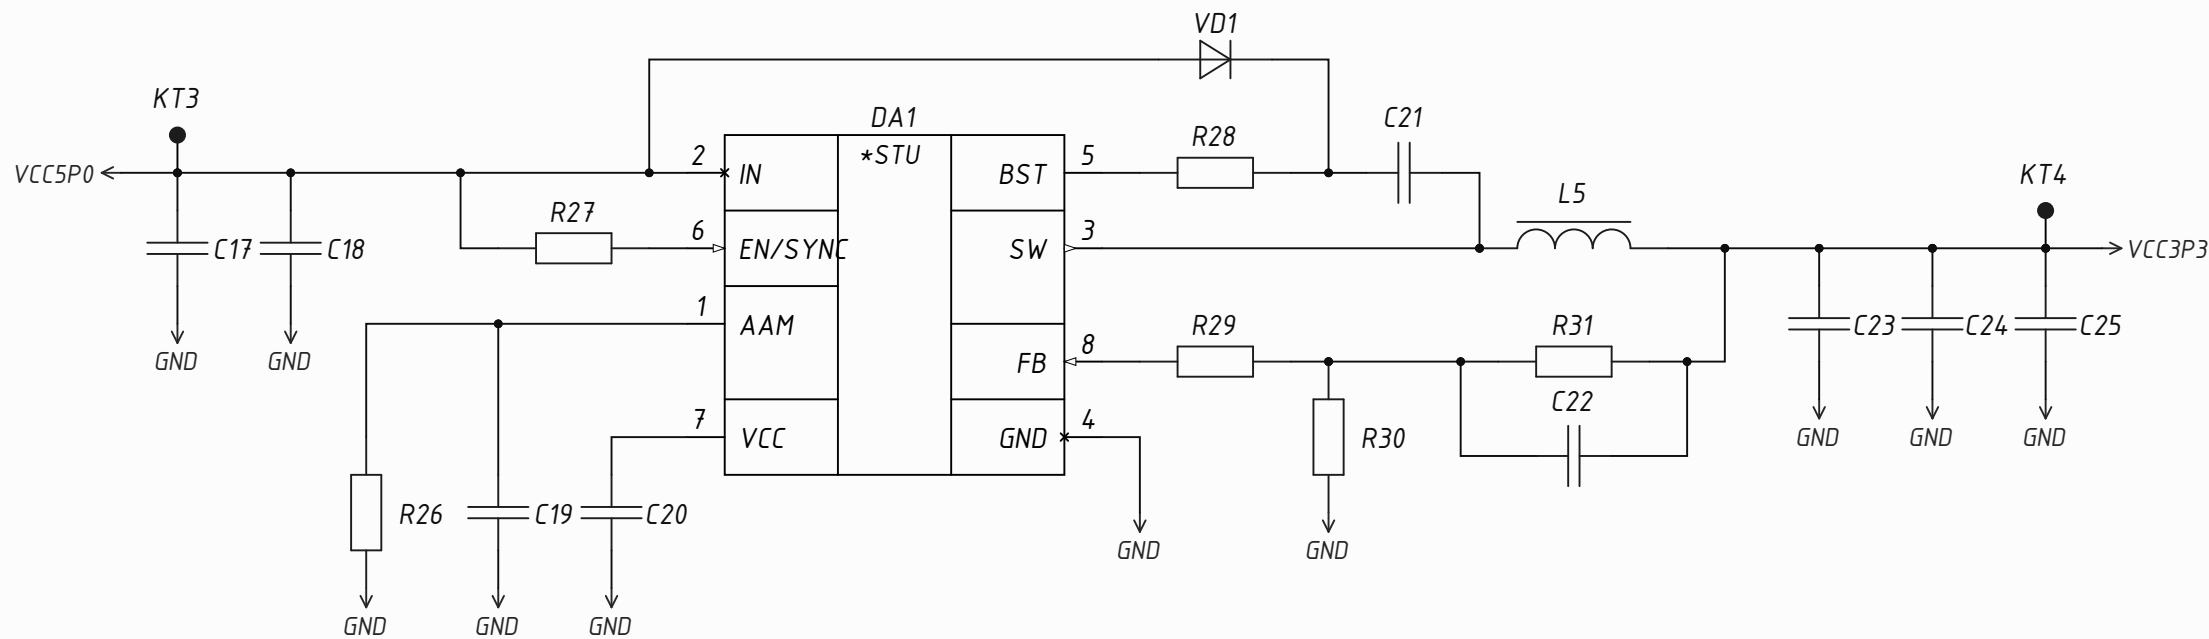 VD1
KT3
DA1
C21
*STU
2
5
R28
VCC5P0
IN
BST
KT4
L5
R27
6
3
C17
C18
EN/SYNC
SW
VCC3P3
1
AAM
R29
8
R31
C23
C24
C25
GND
GND
FB
C22
7
VCC
4
GND
R30
GND
GND
GND
R26
C19
C20
GND
GND
GND
GND
GND